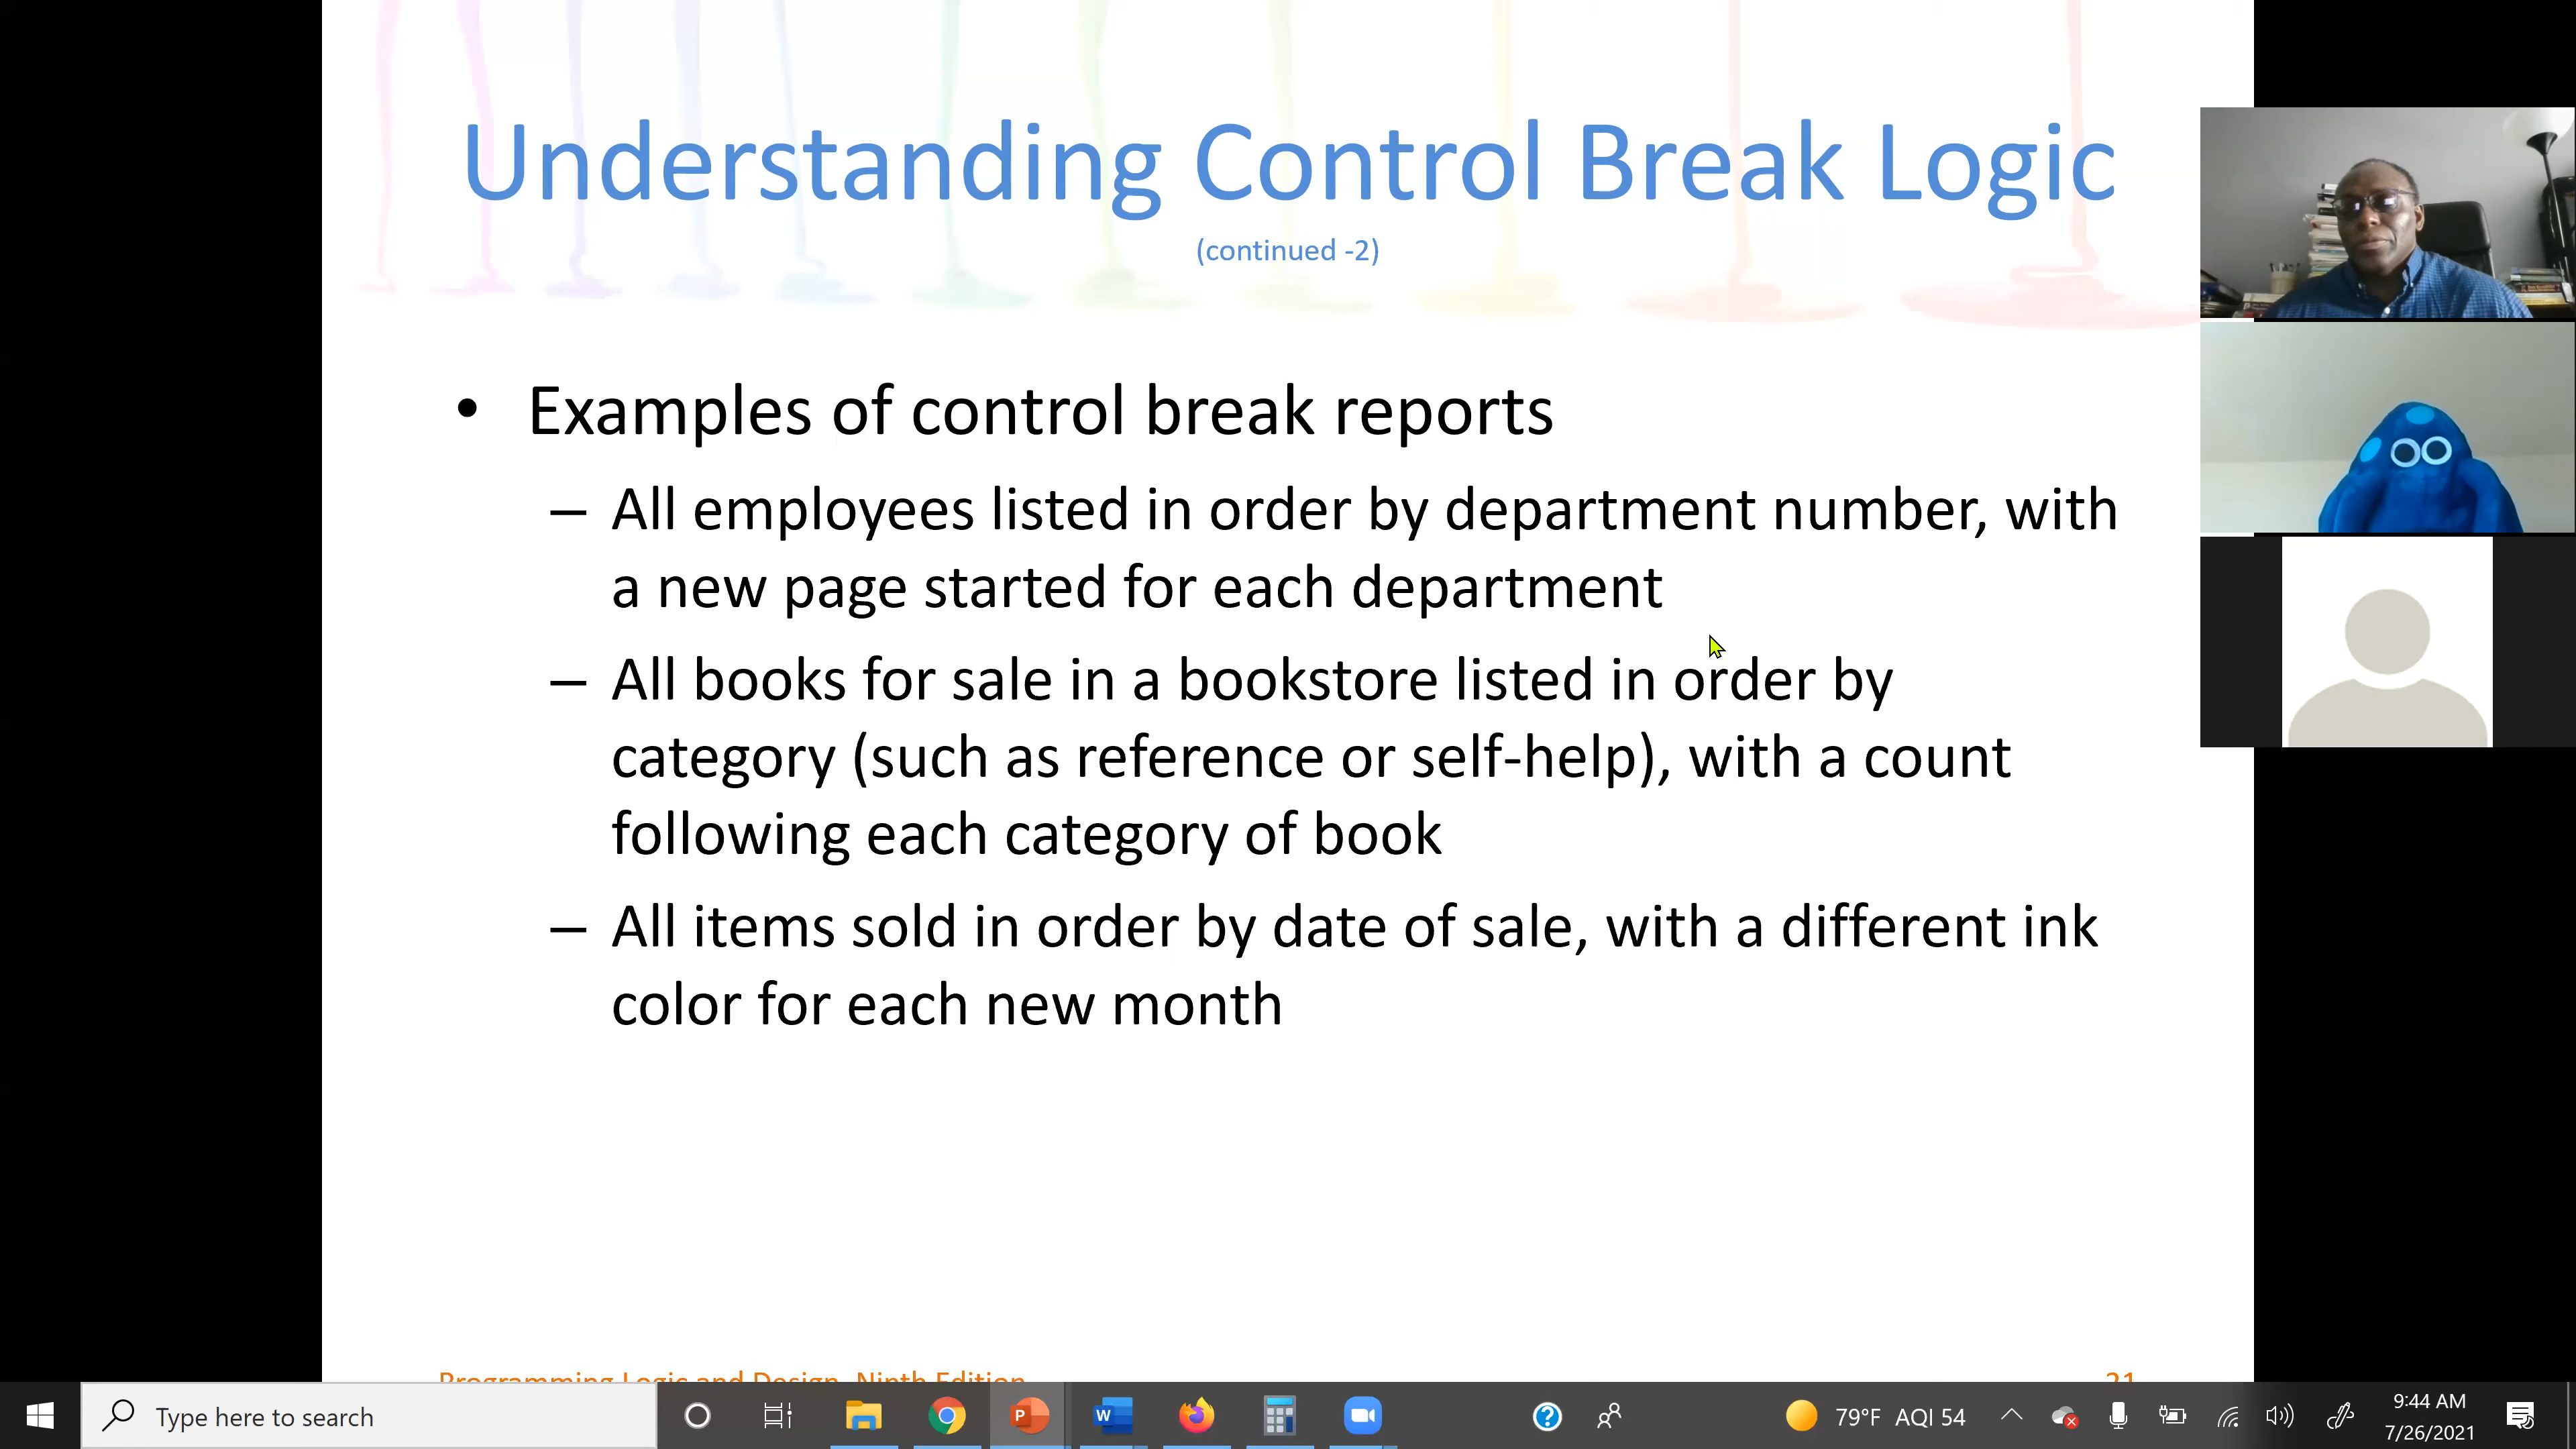 Understanding Control Break Logic
(continued -2)
• Examples of control break reports
– All employees listed in order by department number, with
a new page started for each department
– All books for sale in a bookstore listed in order by
category (such as reference or self-help), with a count
following each category of book
– All items sold in order by date of sale, with a different ink
color for each new month
Programming Logic and Design, Ninth Edition
21
Type here to search
79°F AQI 54
9:44 AM
7/26/2021